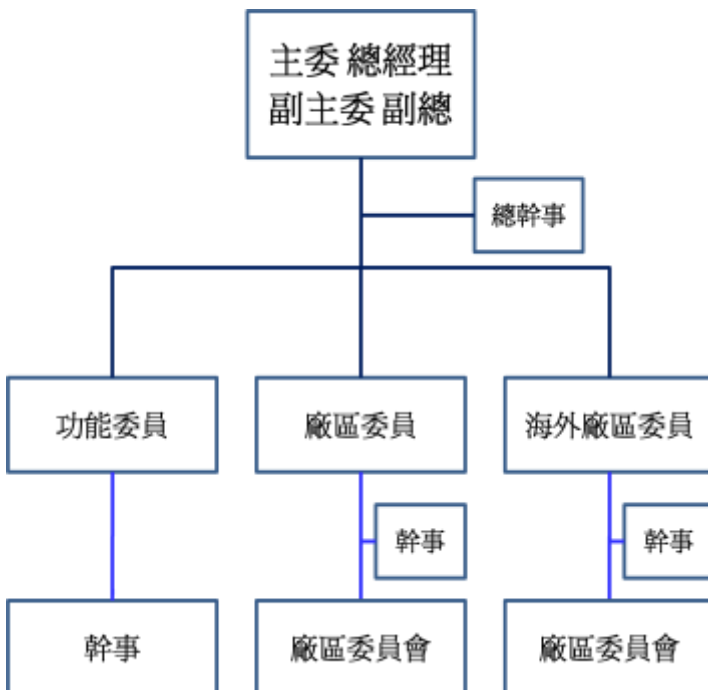 主委 總經理
副主委 副總
總幹事
功能委員
廠區委員
海外廠區委員
幹事
幹事
幹事
廠區委員會
廠區委員會